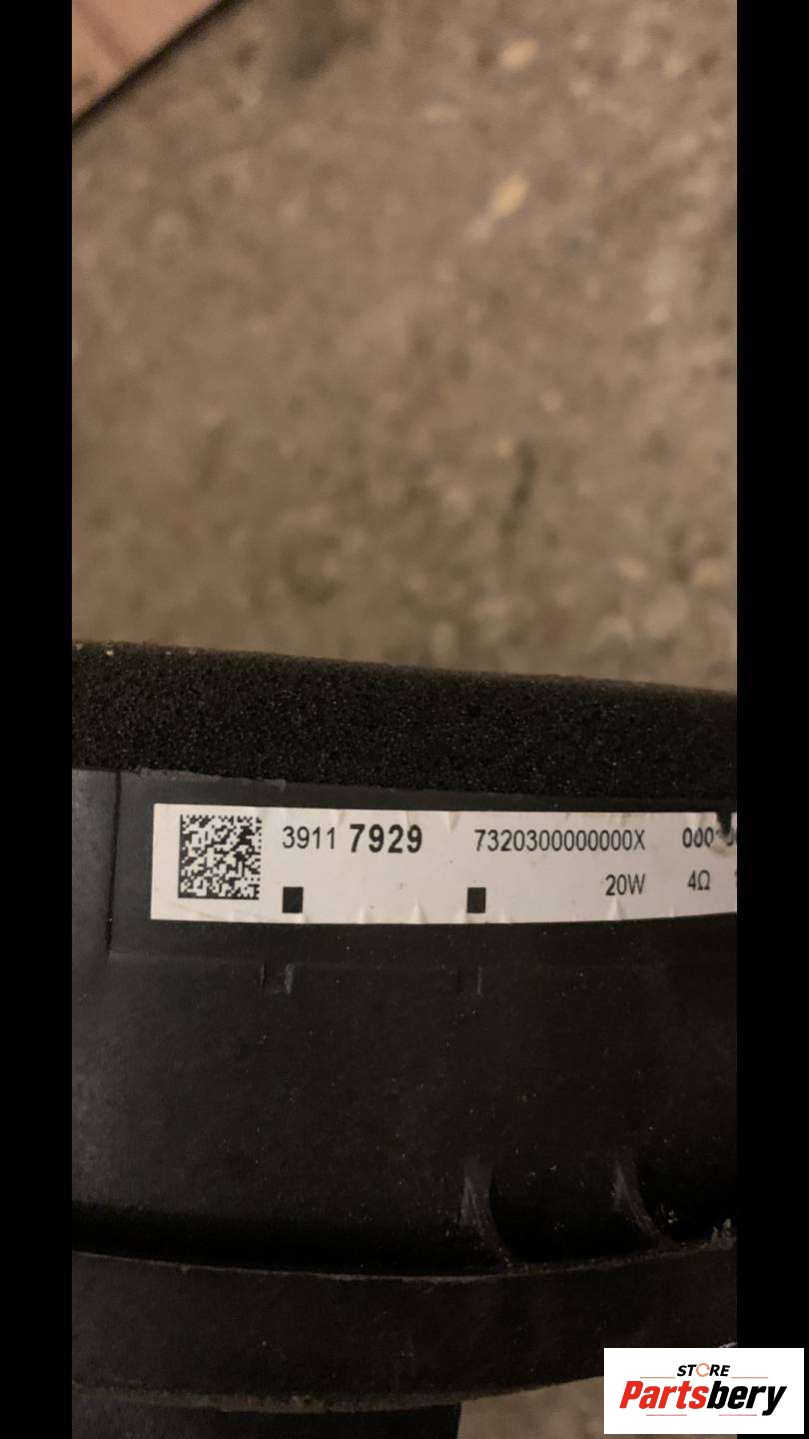 3911 7929 7320300000000X
20W 4Ω
STORE
Partsbery